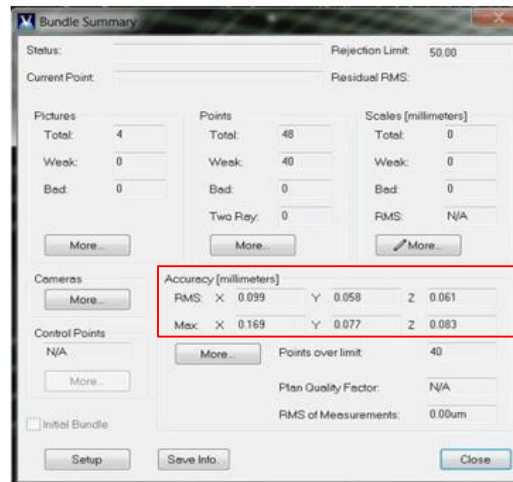 Bundle Summary
Status: Rejection Limit: 50.00
Current Point: Residual RMS:
Pictures Points Scales [millimeters]
Total: 4 Total: 48 Total: 0
Weak: 0 Weak: 40 Weak: 0
Bad: 0 Bad: 0 Bad: 0
Two Ray: 0 RMS: N/A
More... More... More...
Cameras Accuracy [millimeters]
More... RMS: X 0.099 Y 0.058 Z 0.061
Max: X 0.169 Y 0.077 Z 0.083
Control Points
N/A More... Points over limit: 40
More... Plan Quality Factor: N/A
Initial Bundle RMS of Measurements: 0.00um
Setup Save Info. Close